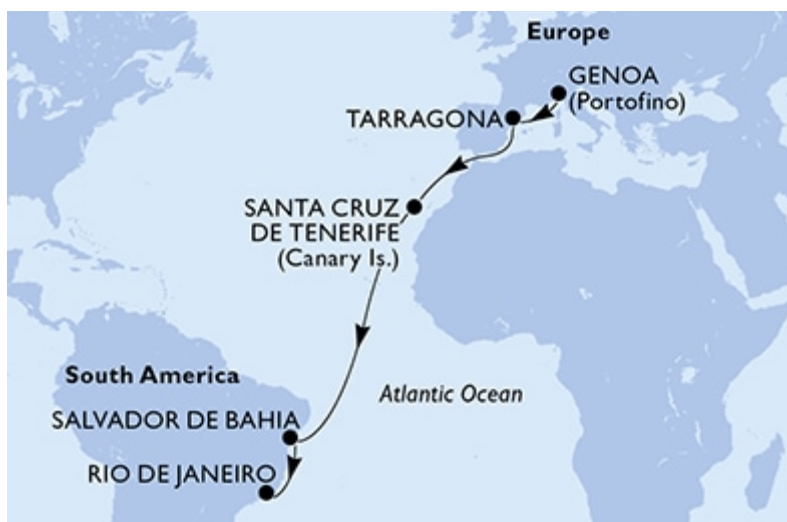 Europe
GENOA
(Portofino)
TARRAGONA
SANTA CRUZ
DE TENERIFE
(Canary Is.)
South America
Atlantic Ocean
SALVADOR DE BAHIA
RIO DE JANEIRO